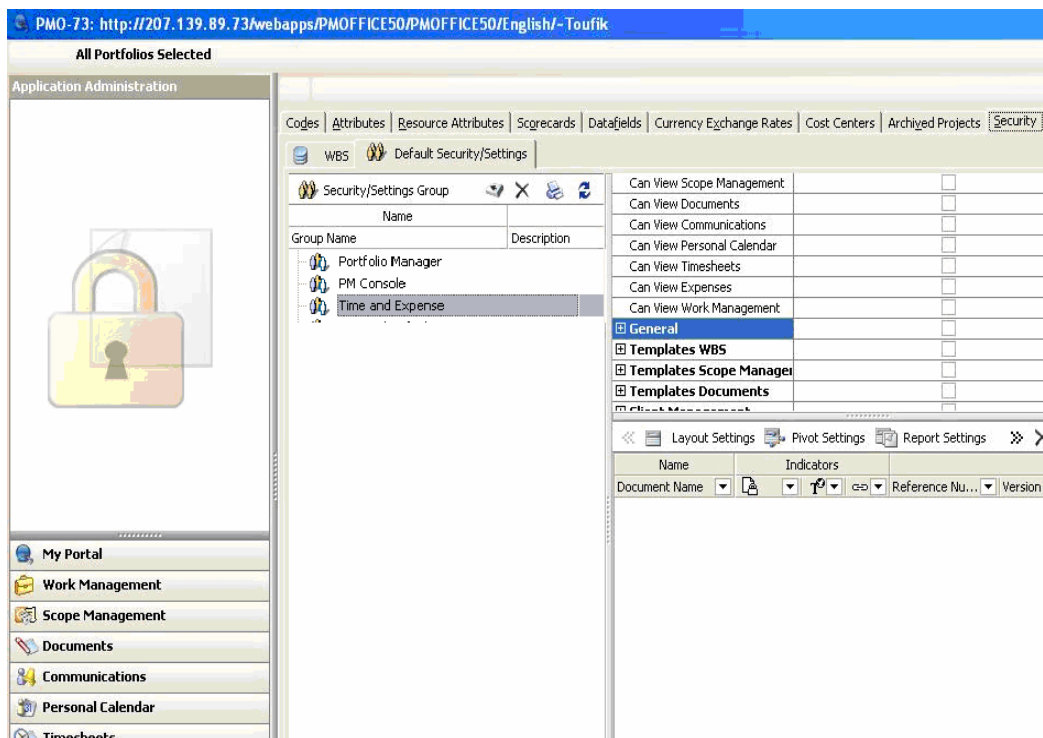 PMO-73: http://207.139.89.73/webapps/PMOFFICE50/PMOFFICE50/English/-Toufik
All Portfolios Selected
Application Administration
Codes Attributes Resource Attributes Scorecards Datafields Currency Exchange Rates Cost Centers Archived Projects Security
WBS Default Security/Settings
Security/Settings Group
Name
Group Name Description
Portfolio Manager
PM Console
Time and Expense
Can View Scope Management
Can View Documents
Can View Communications
Can View Personal Calendar
Can View Timesheets
Can View Expenses
Can View Work Management
General
Templates WBS
Templates Scope Manager
Templates Documents
Client Management
Layout Settings Pivot Settings Report Settings
Name Indicators
Document Name Reference Nu... Version
My Portal
Work Management
Scope Management
Documents
Communications
Personal Calendar
Timesheets